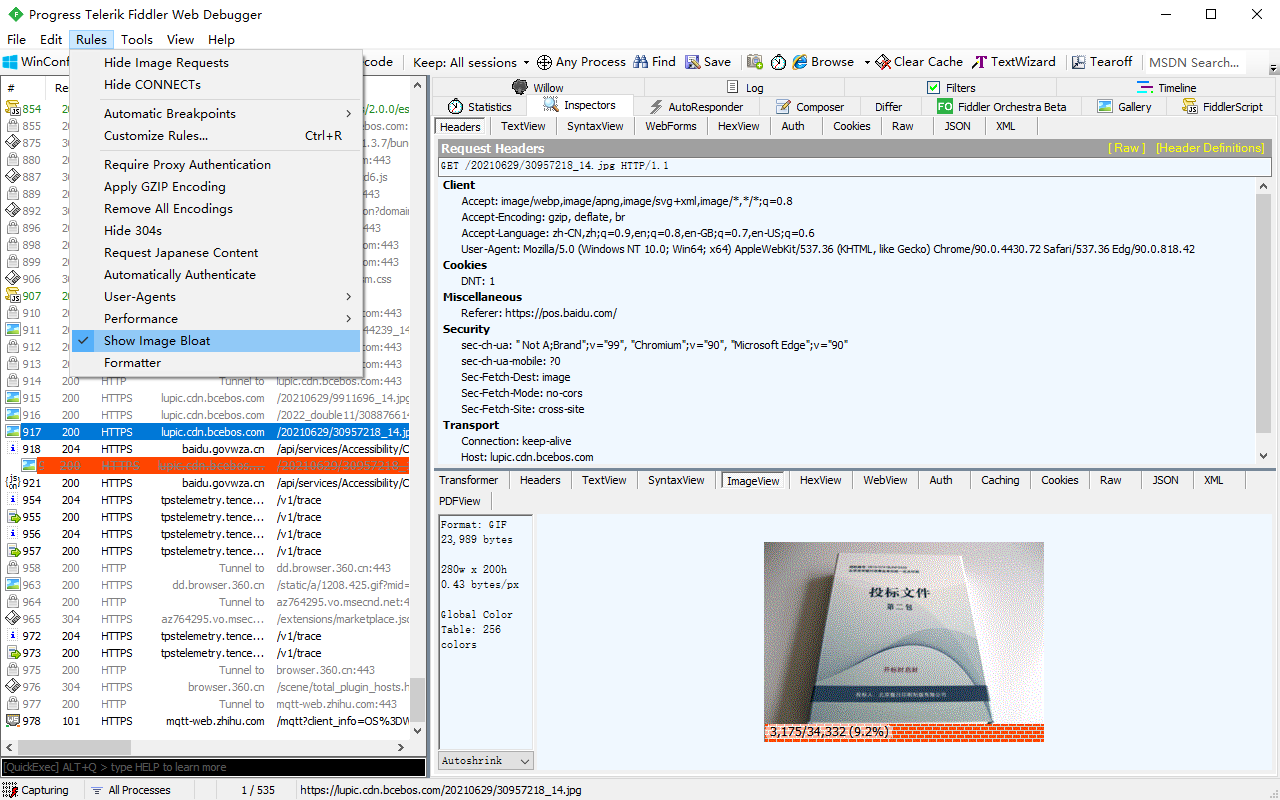 Progress Telerik Fiddler Web Debugger
File Edit Rules Tools View Help
WinConf
code Keep: All sessions Any Process Find Save Browse Clear Cache TextWizard Tearoff MSDN Search...
Hide Image Requests
Hide CONNECTs
Automatic Breakpoints
Customize Rules... Ctrl+R
Require Proxy Authentication
Apply GZIP Encoding
Remove All Encodings
Hide 304s
Request Japanese Content
Automatically Authenticate
User-Agents
Performance
Show Image Bloat
Formatter
# Re
854 20 /2.0.0/es
855 20 cebos.com:
875 30 1.3.7/bun
880 20 com:443
887 30 d6.js
889 20 com:443
892 30 on?domain
896 20 om:443
898 20 com:443
899 20 com:443
906 30 sm.css
907 20
910 20 com:443
911 20 44239_14
912 20 com:443
913 20 com:443
914 200 HTTP Tunnel to lupic.cdn.bcebos.com:443
915 200 HTTPS lupic.cdn.bcebos.com /20210629/9911696_14.jpg
916 200 HTTPS lupic.cdn.bcebos.com /2022_double11/308876614
917 200 HTTPS lupic.cdn.bcebos.com /20210629/30957218_14.jp
918 204 HTTPS baidu.govwza.cn /api/services/Accessibility/C
200 HTTPS lupic.cdn.bcebos.... /20210629/30957218
921 200 HTTPS baidu.govwza.cn /api/services/Accessibility/C
954 204 HTTPS tpstelemetry.tence... /v1/trace
955 200 HTTPS tpstelemetry.tence... /v1/trace
956 204 HTTPS tpstelemetry.tence... /v1/trace
957 200 HTTPS tpstelemetry.tence... /v1/trace
958 200 HTTP Tunnel to dd.browser.360.cn:443
963 200 HTTPS dd.browser.360.cn /static/a/1208.425.gif?mid=
964 200 HTTP Tunnel to az764295.vo.msecnd.net:4
965 304 HTTPS az764295.vo.msec... /extensions/marketplace.jso
972 204 HTTPS tpstelemetry.tence... /v1/trace
973 200 HTTPS tpstelemetry.tence... /v1/trace
975 200 HTTP Tunnel to browser.360.cn:443
976 304 HTTPS browser.360.cn /scene/total_plugin_hosts.h
977 200 HTTP Tunnel to mqtt-web.zhihu.com:443
978 101 HTTPS mqtt-web.zhihu.com /mqtt?client_info=OS%3DW
[QuickExec] ALT+Q > type HELP to learn more
Willow Log Filters Timeline
Statistics Inspectors AutoResponder Composer Differ FO Fiddler Orchestra Beta Gallery FiddlerScript
Headers TextView SyntaxView WebForms HexView Auth Cookies Raw JSON XML
Request Headers [ Raw ] [Header Definitions]
GET /20210629/30957218_14.jpg HTTP/1.1
Client
Accept: image/webp,image/apng,image/svg+xml,image/*,*/*;q=0.8
Accept-Encoding: gzip, deflate, br
Accept-Language: zh-CN,zh;q=0.9,en;q=0.8,en-GB;q=0.7,en-US;q=0.6
User-Agent: Mozilla/5.0 (Windows NT 10.0; Win64; x64) AppleWebKit/537.36 (KHTML, like Gecko) Chrome/90.0.4430.72 Safari/537.36 Edg/90.0.818.42
Cookies
DNT: 1
Miscellaneous
Referer: https://pos.baidu.com/
Security
sec-ch-ua: " Not A;Brand";v="99", "Chromium";v="90", "Microsoft Edge";v="90"
sec-ch-ua-mobile: ?0
Sec-Fetch-Dest: image
Sec-Fetch-Mode: no-cors
Sec-Fetch-Site: cross-site
Transport
Connection: keep-alive
Host: lupic.cdn.bcebos.com
Transformer Headers TextView SyntaxView ImageView HexView WebView Auth Caching Cookies Raw JSON XML
PDFView
Format: GIF
23,989 bytes
280w x 200h
0.43 bytes/px
Global Color
Table: 256
colors
投标文件
第二包
开标时启封
3,175/34,332 (9.2%)
Autoshrink
Capturing All Processes 1 / 535 https://lupic.cdn.bcebos.com/20210629/30957218_14.jpg